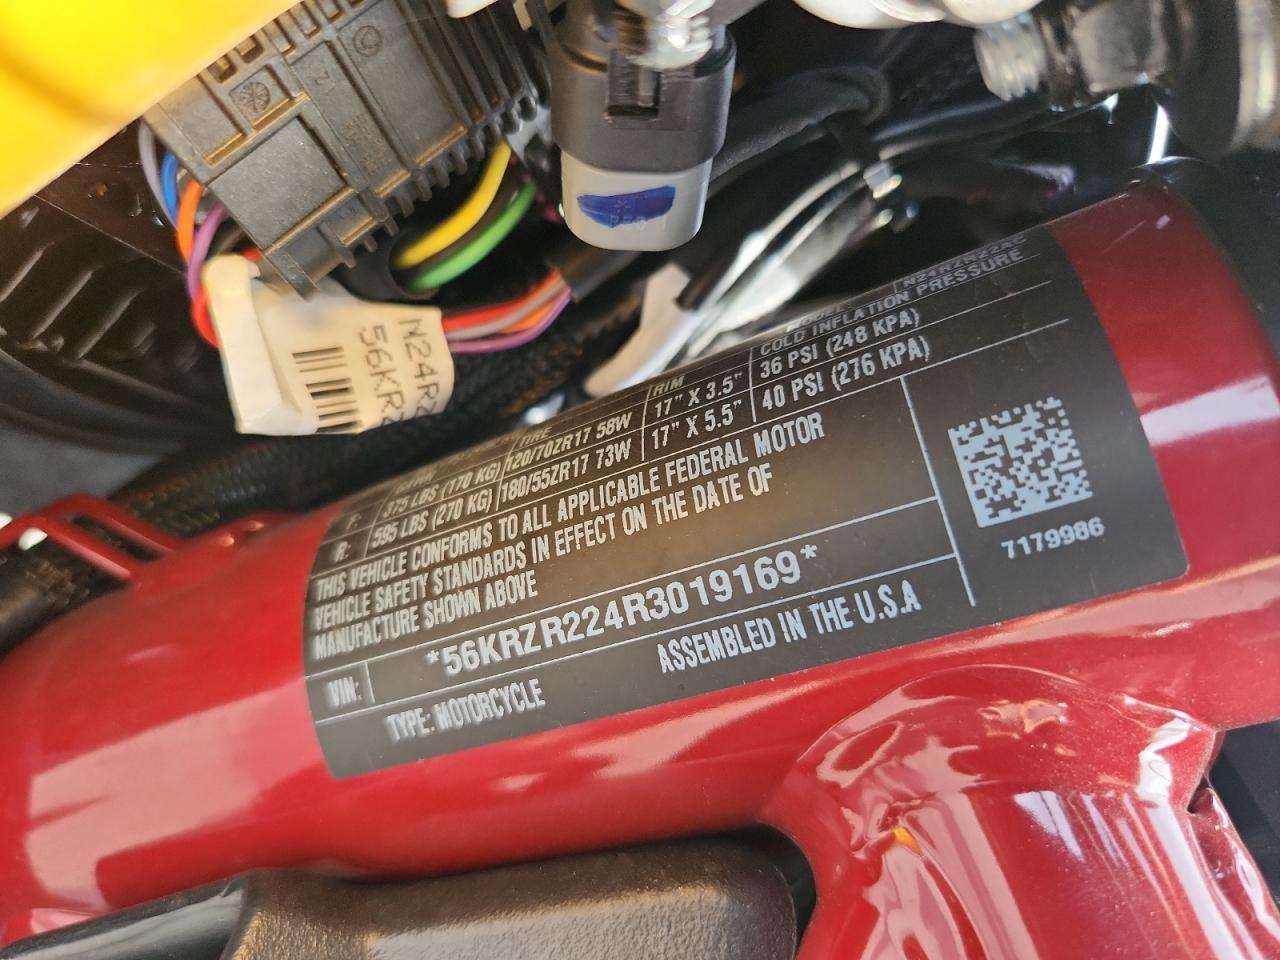 N24R
56KR
MODEL: N24RZR22AC
TIRE RIM COLD INFLATION PRESSURE
F: 375 LBS (170 KG) 120/70ZR17 58W 17" X 3.5" 36 PSI (248 KPA)
R: 595 LBS (270 KG) 180/55ZR17 73W 17" X 5.5" 40 PSI (276 KPA)
THIS VEHICLE CONFORMS TO ALL APPLICABLE FEDERAL MOTOR
VEHICLE SAFETY STANDARDS IN EFFECT ON THE DATE OF
MANUFACTURE SHOWN ABOVE
VIN: *56KRZR224R3019169*
TYPE: MOTORCYCLE ASSEMBLED IN THE U.S.A
7179986